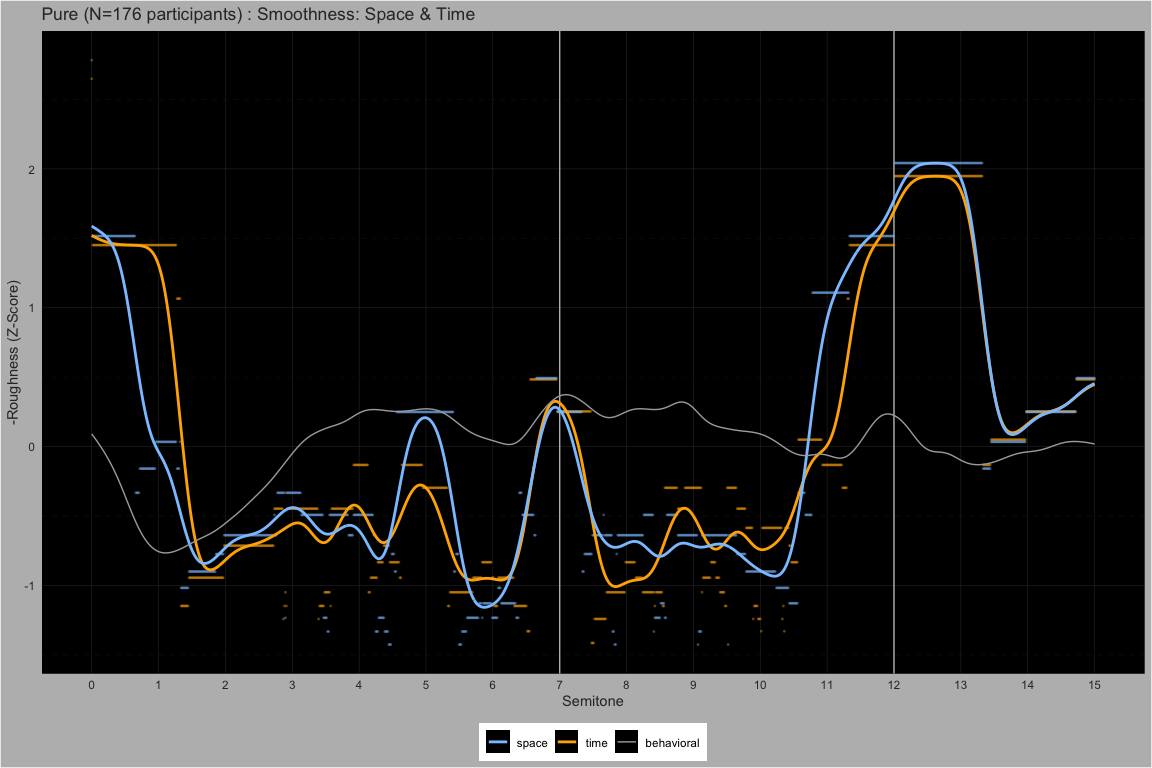 Pure (N=176 participants) : Smoothness: Space & Time
-Roughness (Z-Score)
2
1
0
-1
0 1 2 3 4 5 6 7 8 9 10 11 12 13 14 15
Semitone
space time behavioral